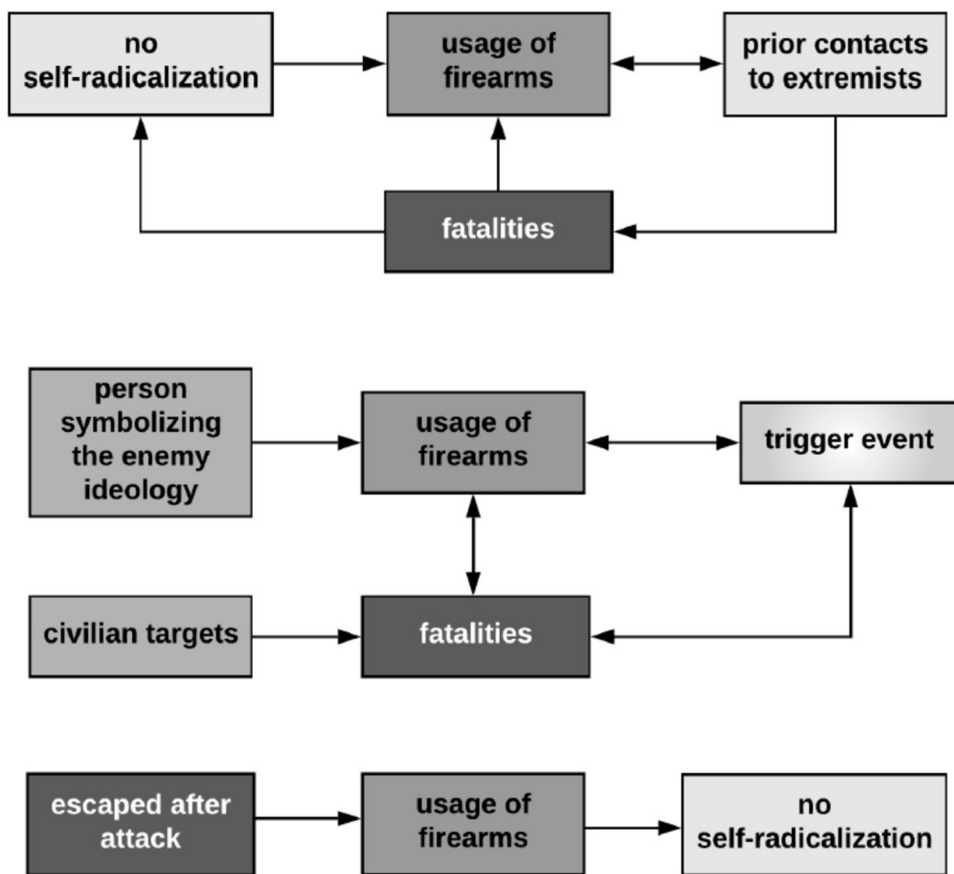 no
self-radicalization
usage of
firearms
prior contacts
to extremists
fatalities
person
symbolizing
the enemy
ideology
usage of
firearms
trigger event
civilian targets
fatalities
escaped after
attack
usage of
firearms
no
self-radicalization